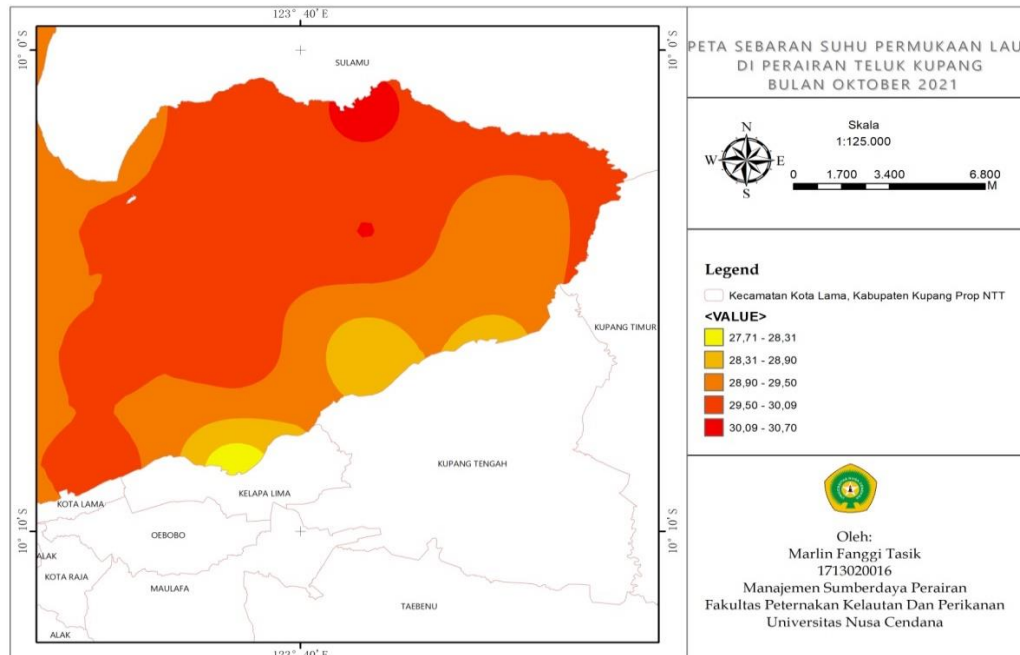 123° 40' E
10° 0'S
10° 0'S
SULAMU
KUPANG TIMUR
KUPANG TENGAH
KELAPA LIMA
KOTA LAMA
OEBOBO
ALAK
KOTA RAJA
MAULAFA
TAEBENU
ALAK
10° 10'S
10° 10'S
123° 40' E
PETA SEBARAN SUHU PERMUKAAN LAU
DI PERAIRAN TELUK KUPANG
BULAN OKTOBER 2021
N
W E
S
Skala
1:125.000
0 1.700 3.400 6.800
M
Legend
Kecamatan Kota Lama, Kabupaten Kupang Prop NTT
<VALUE>
27,71 - 28,31
28,31 - 28,90
28,90 - 29,50
29,50 - 30,09
30,09 - 30,70
Oleh:
Marlin Fanggi Tasik
1713020016
Manajemen Sumberdaya Perairan
Fakultas Peternakan Kelautan Dan Perikanan
Universitas Nusa Cendana